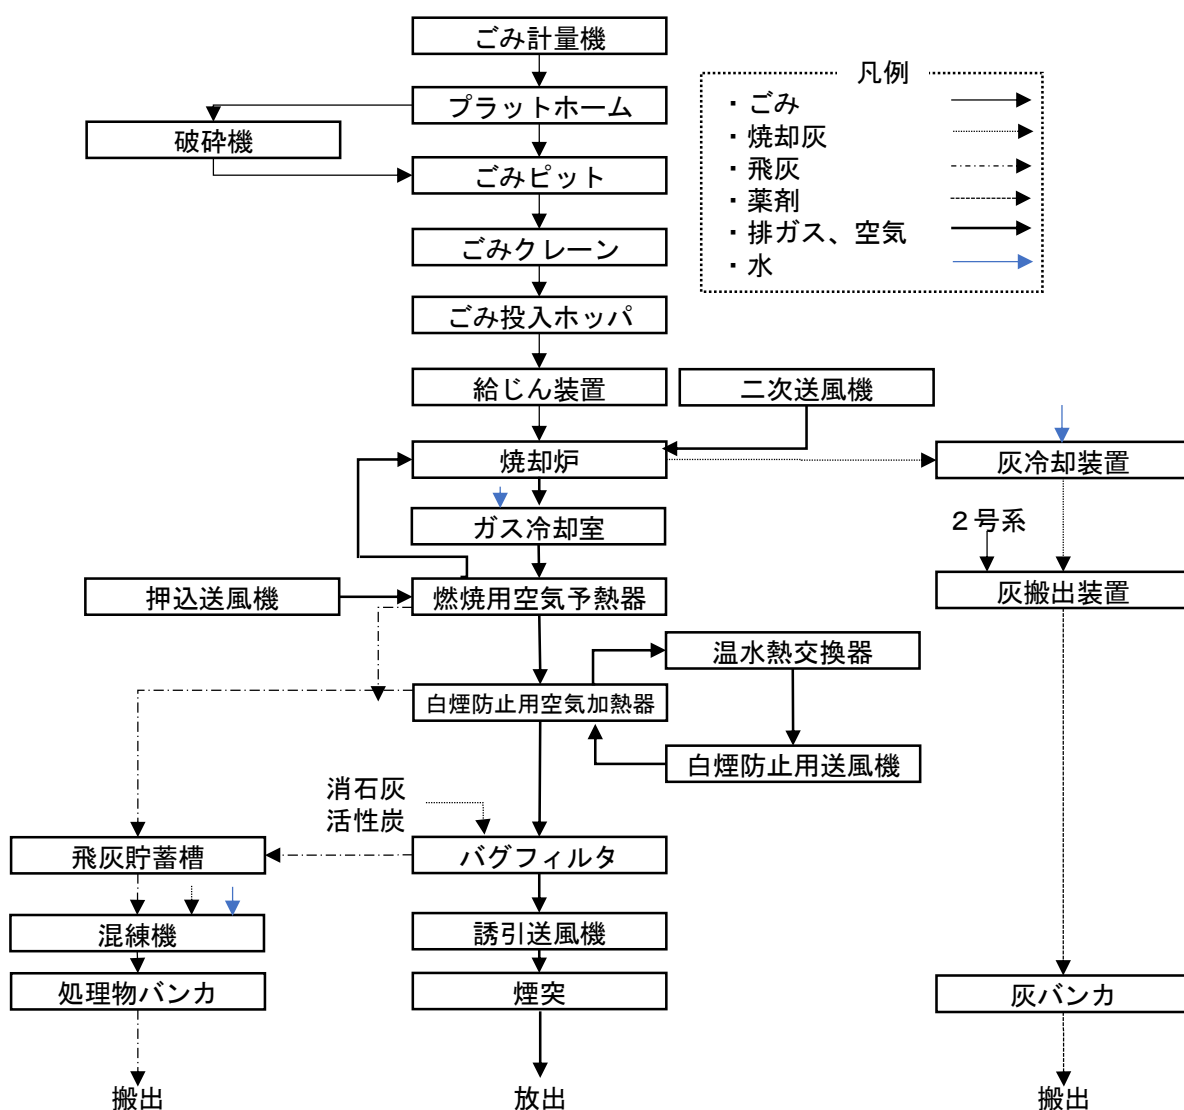 ごみ計量機
凡例
・ごみ
・焼却灰
・飛灰
・薬剤
・排ガス、空気
・水
プラットホーム
破砕機
ごみピット
ごみクレーン
ごみ投入ホッパ
給じん装置
二次送風機
焼却炉
灰冷却装置
ガス冷却室
２号系
押込送風機
燃焼用空気予熱器
灰搬出装置
温水熱交換器
白煙防止用空気加熱器
白煙防止用送風機
消石灰
活性炭
飛灰貯蓄槽
バグフィルタ
混練機
誘引送風機
処理物バンカ
煙突
灰バンカ
搬出
放出
搬出